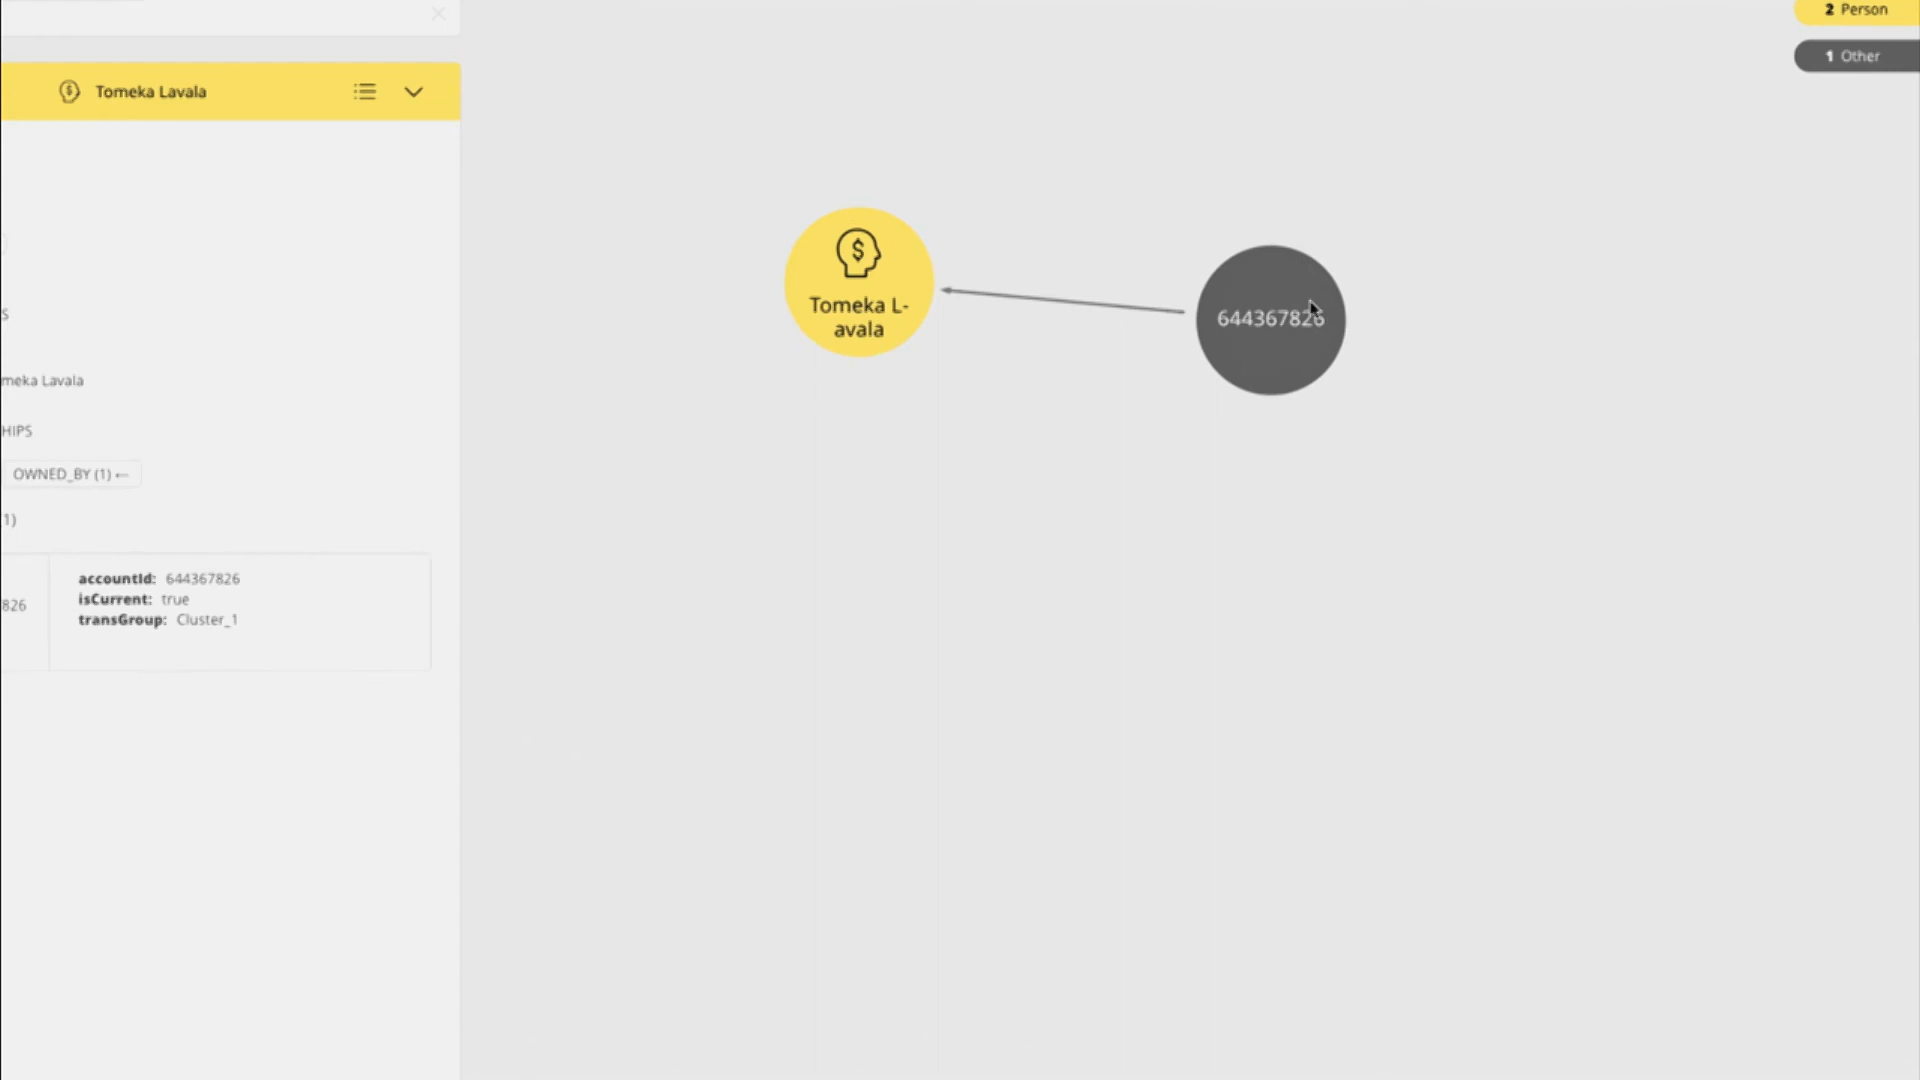 2 Person
1 Other
Tomeka Lavala
$
Tomeka L-
avala
644367826
S
meka Lavala
HIPS
OWNED_BY (1) ←
1)
826
accountId: 644367826
isCurrent: true
transGroup: Cluster_1